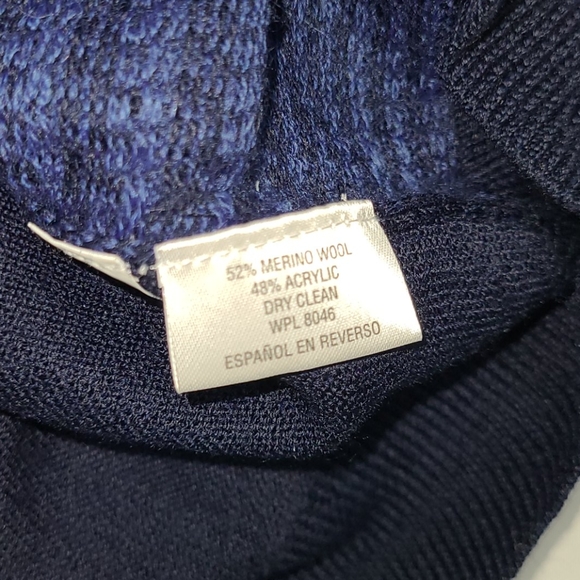 52% MERINO WOOL
48% ACRYLIC
DRY CLEAN
WPL 8046
ESPAÑOL EN REVERSO